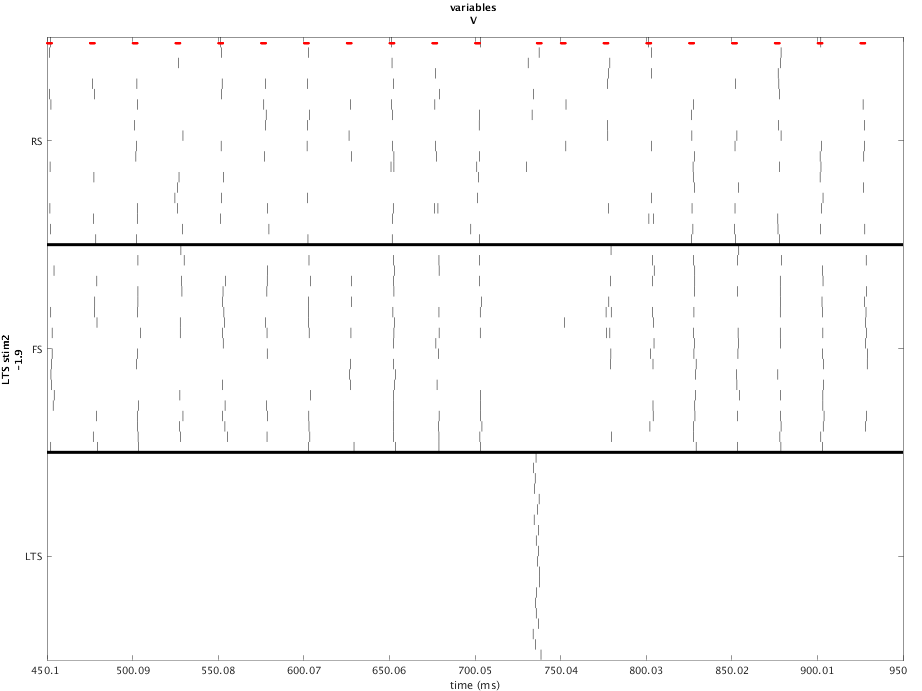 variables
V
RS
FS
LTS
LTS stim2
-1.9
450.1 500.09 550.08 600.07 650.06 700.05 750.04 800.03 850.02 900.01 950
time (ms)